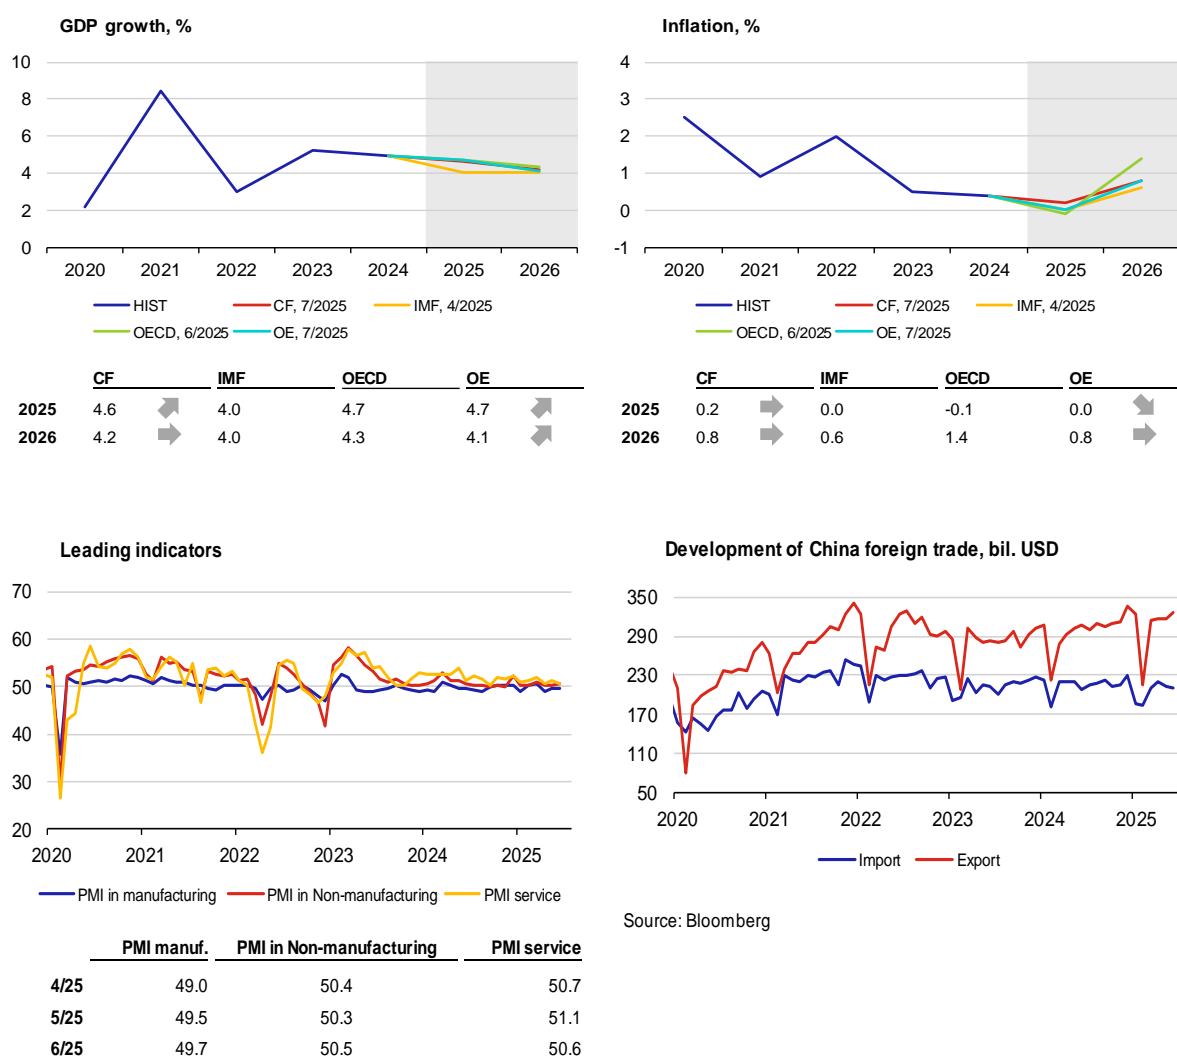 GDP growth, %
10
8
6
4
2
0
2020 2021 2022 2023 2024 2025 2026
HIST CF, 7/2025 IMF, 4/2025
OECD, 6/2025 OE, 7/2025
CF IMF OECD OE
2025 4.6 4.0 4.7 4.7
2026 4.2 4.0 4.3 4.1
Inflation, %
4
3
2
1
0
-1
2020 2021 2022 2023 2024 2025 2026
HIST CF, 7/2025 IMF, 4/2025
OECD, 6/2025 OE, 7/2025
CF IMF OECD OE
2025 0.2 0.0 -0.1 0.0
2026 0.8 0.6 1.4 0.8
Leading indicators
70
60
50
40
30
20
2020 2021 2022 2023 2024 2025
PMI in manufacturing PMI in Non-manufacturing PMI service
PMI manuf. PMI in Non-manufacturing PMI service
4/25 49.0 50.4 50.7
5/25 49.5 50.3 51.1
6/25 49.7 50.5 50.6
Development of China foreign trade, bil. USD
350
290
230
170
110
50
2020 2021 2022 2023 2024 2025
Import Export
Source: Bloomberg